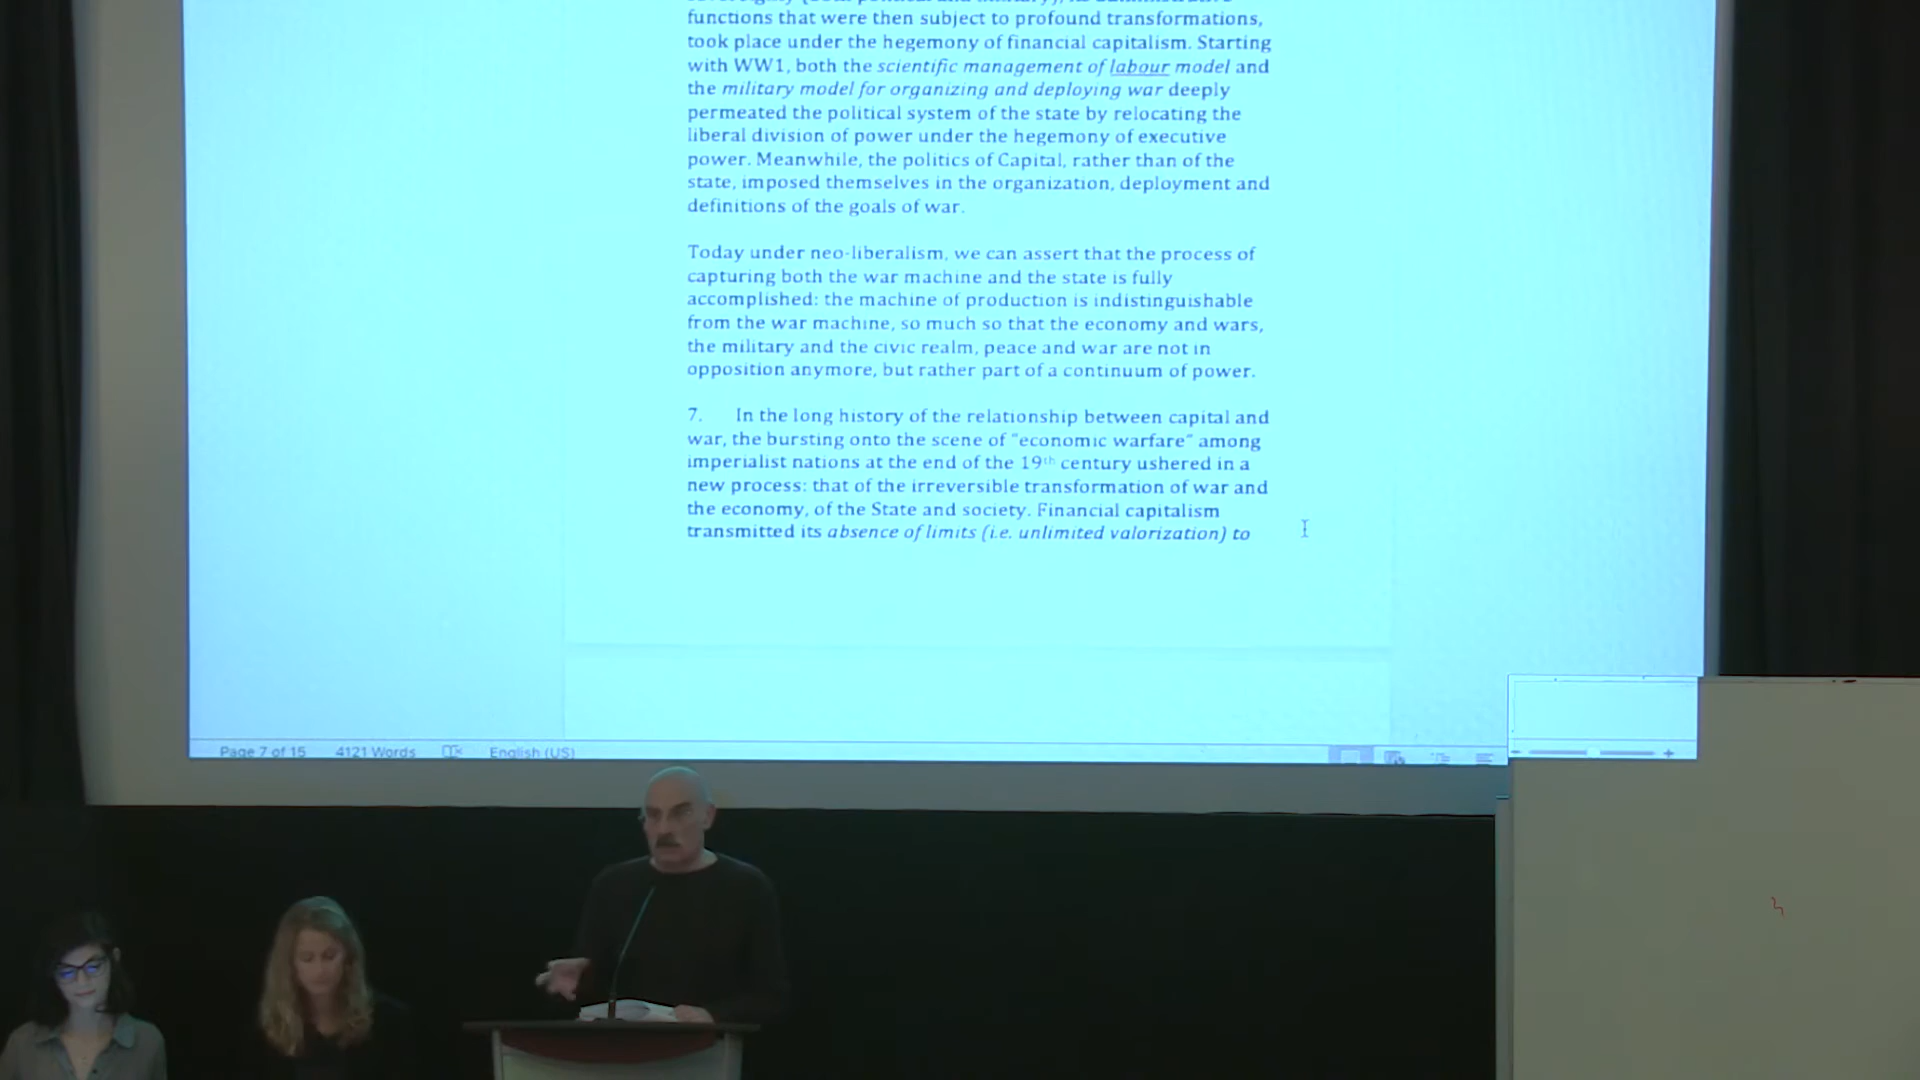 functions that were then subject to profound transformations,
took place under the hegemony of financial capitalism. Starting
with WW1, both the scientific management of labour model and
the military model for organizing and deploying war deeply
permeated the political system of the state by relocating the
liberal division of power under the hegemony of executive
power. Meanwhile, the politics of Capital, rather than of the
state, imposed themselves in the organization, deployment and
definitions of the goals of war.
Today under neo-liberalism, we can assert that the process of
capturing both the war machine and the state is fully
accomplished: the machine of production is indistinguishable
from the war machine, so much so that the economy and wars,
the military and the civic realm, peace and war are not in
opposition anymore, but rather part of a continuum of power.
7. In the long history of the relationship between capital and
war, the bursting onto the scene of "economic warfare" among
imperialist nations at the end of the 19th century ushered in a
new process: that of the irreversible transformation of war and
the economy, of the State and society. Financial capitalism
transmitted its absence of limits (i.e. unlimited valorization) to
Page 7 of 15 4121 Words English (US)